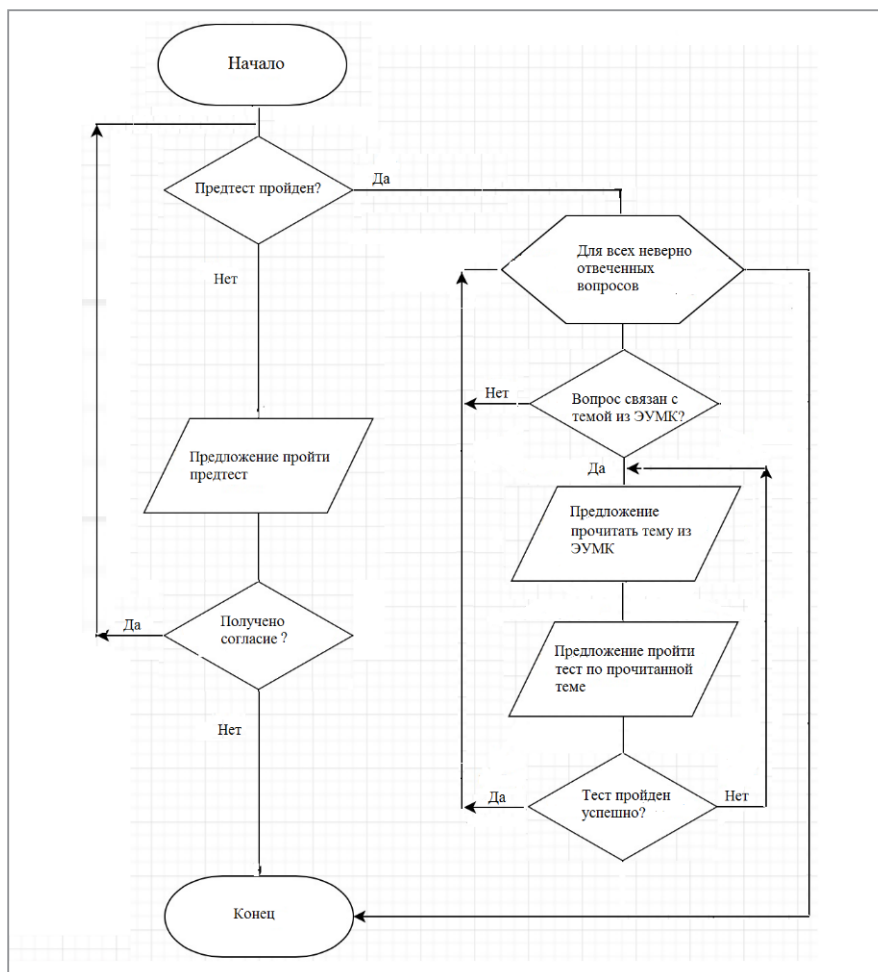 Начало
Предтест пройден?
Да
Нет
Для всех неверно
отвеченных
вопросов
Вопрос связан с
темой из ЭУМК?
Нет
Да
Предложение пройти
предтест
Предложение
прочитать тему из
ЭУМК
Получено
согласие ?
Да
Нет
Предложение пройти
тест по прочитанной
теме
Тест пройден
успешно?
Да
Нет
Конец